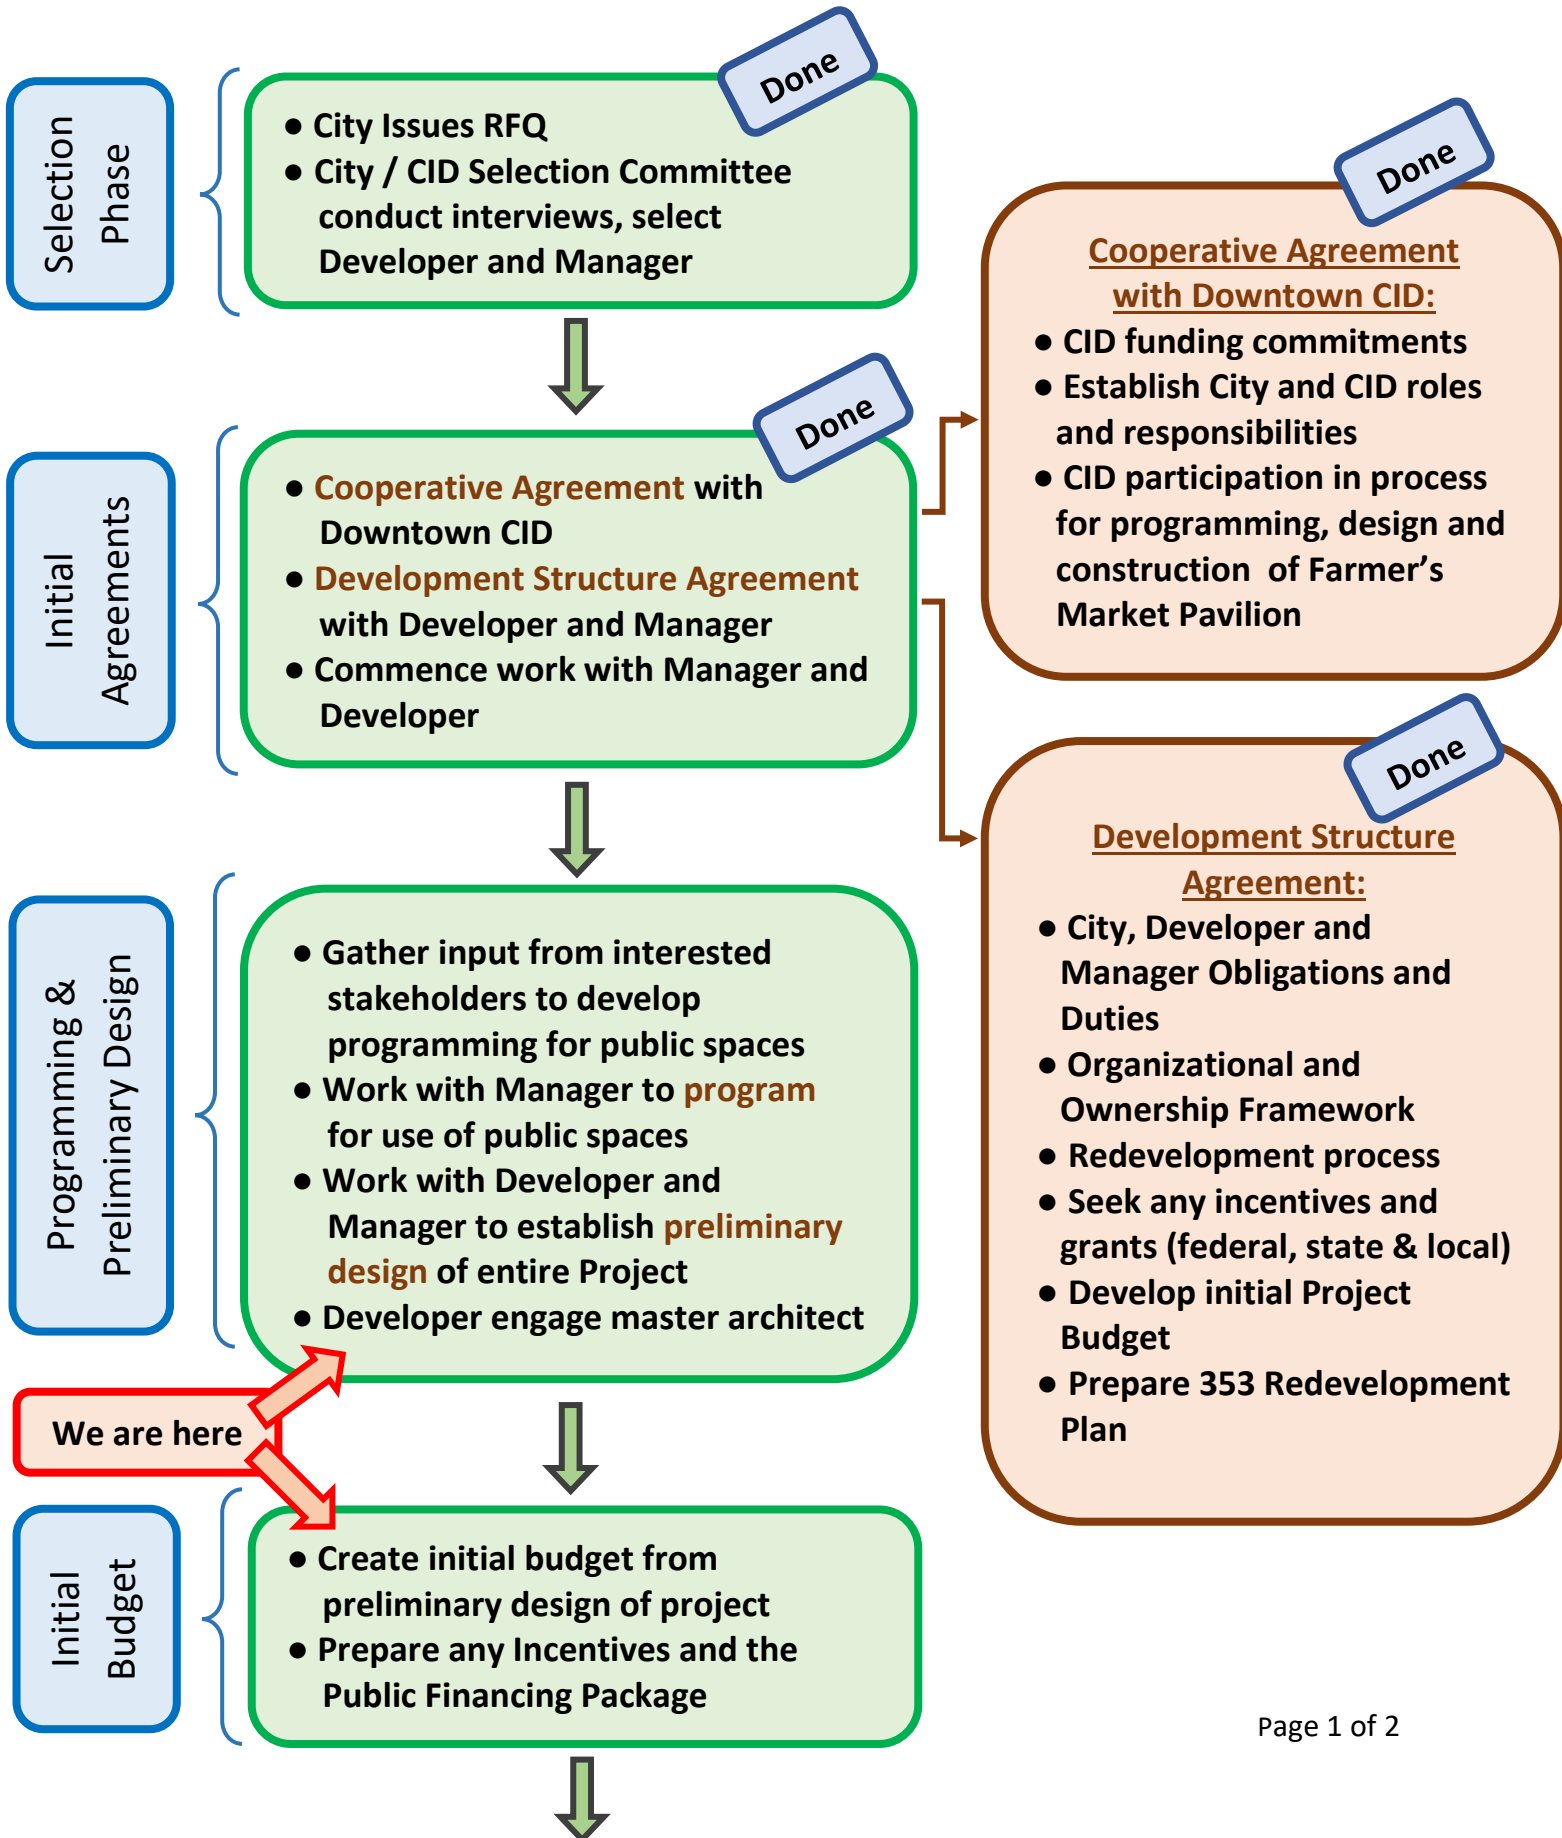 Selection
Phase
Done
● City Issues RFQ
● City / CID Selection Committee
conduct interviews, select
Developer and Manager
Initial
Agreements
Done
● Cooperative Agreement with
Downtown CID
● Development Structure Agreement
with Developer and Manager
● Commence work with Manager and
Developer
Done
Cooperative Agreement
with Downtown CID:
● CID funding commitments
● Establish City and CID roles
and responsibilities
● CID participation in process
for programming, design and
construction of Farmer’s
Market Pavilion
Done
Development Structure
Agreement:
● City, Developer and
Manager Obligations and
Duties
● Organizational and
Ownership Framework
● Redevelopment process
● Seek any incentives and
grants (federal, state & local)
● Develop initial Project
Budget
● Prepare 353 Redevelopment
Plan
Programming &
Preliminary Design
● Gather input from interested
stakeholders to develop
programming for public spaces
● Work with Manager to program
for use of public spaces
● Work with Developer and
Manager to establish preliminary
design of entire Project
● Developer engage master architect
We are here
Initial
Budget
● Create initial budget from
preliminary design of project
● Prepare any Incentives and the
Public Financing Package
Page 1 of 2